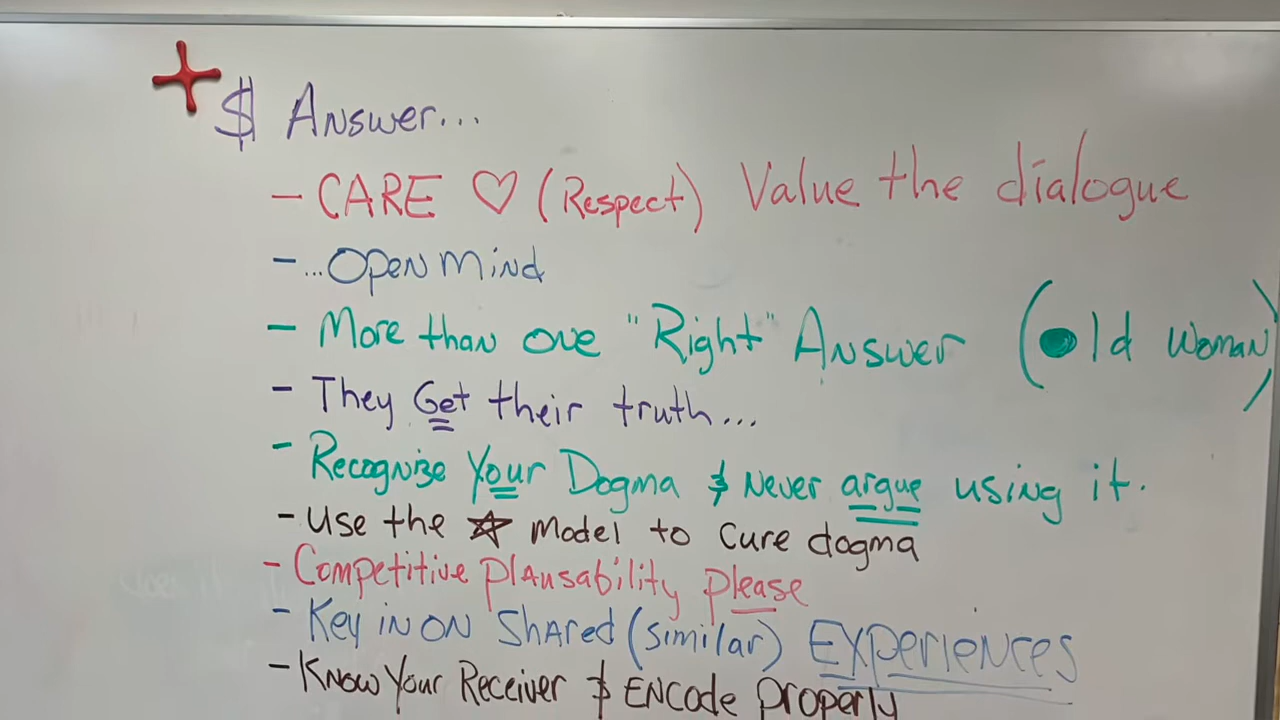 $ Answer...
- CARE ♡ (Respect) Value the dialogue
- ...Open Mind
- More than one "Right" Answer (Old Woman)
- They Get their truth...
- Recognize Your Dogma & Never argue using it.
- Use the ☆ Model to Cure dogma
- Competitive plausability please
- Key in on Shared (similar) Experiences
- Know Your Receiver & Encode Properly